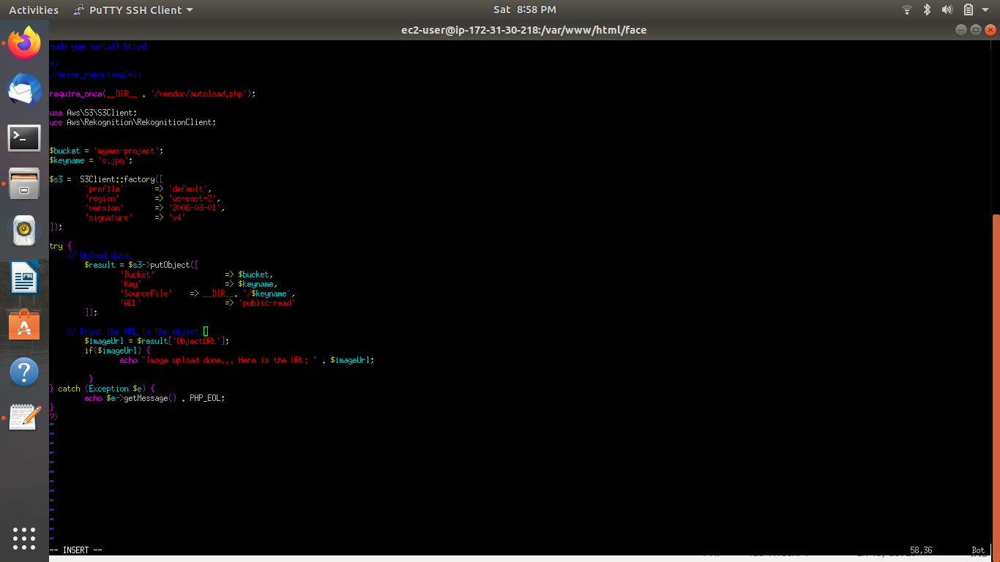 Activities PuTTY SSH Client Sat 8:58 PM
ec2-user@ip-172-31-30-218:/var/www/html/face
sudo yum install httpd
*/
//error_reporting(0);
require_once(__DIR__ . '/vendor/autoload.php');
use Aws\S3\S3Client;
use Aws\Rekognition\RekognitionClient;
$bucket = 'myaws-project';
$keyname = 's.jpg';
$s3 =  S3Client::factory([
        'profile'       => 'default',
        'region'        => 'us-east-2',
        'version'       => '2006-03-01',
        'signature'     => 'v4'
]);
try {
    // Upload data.
        $result = $s3->putObject([
                'Bucket'                => $bucket,
                'Key'                   => $keyname,
                'SourceFile'    => __DIR__. "/$keyname",
                'ACL'                   => 'public-read'
        ]);
    // Print the URL to the object.
        $imageUrl = $result['ObjectURL'];
        if($imageUrl) {
                echo "Image upload done... Here is the URL: " . $imageUrl;
         }
} catch (Exception $e) {
        echo $e->getMessage() . PHP_EOL;
}
?>
~
~
~
~
~
~
~
~
~
~
~
~
~
-- INSERT -- 58,36 Bot